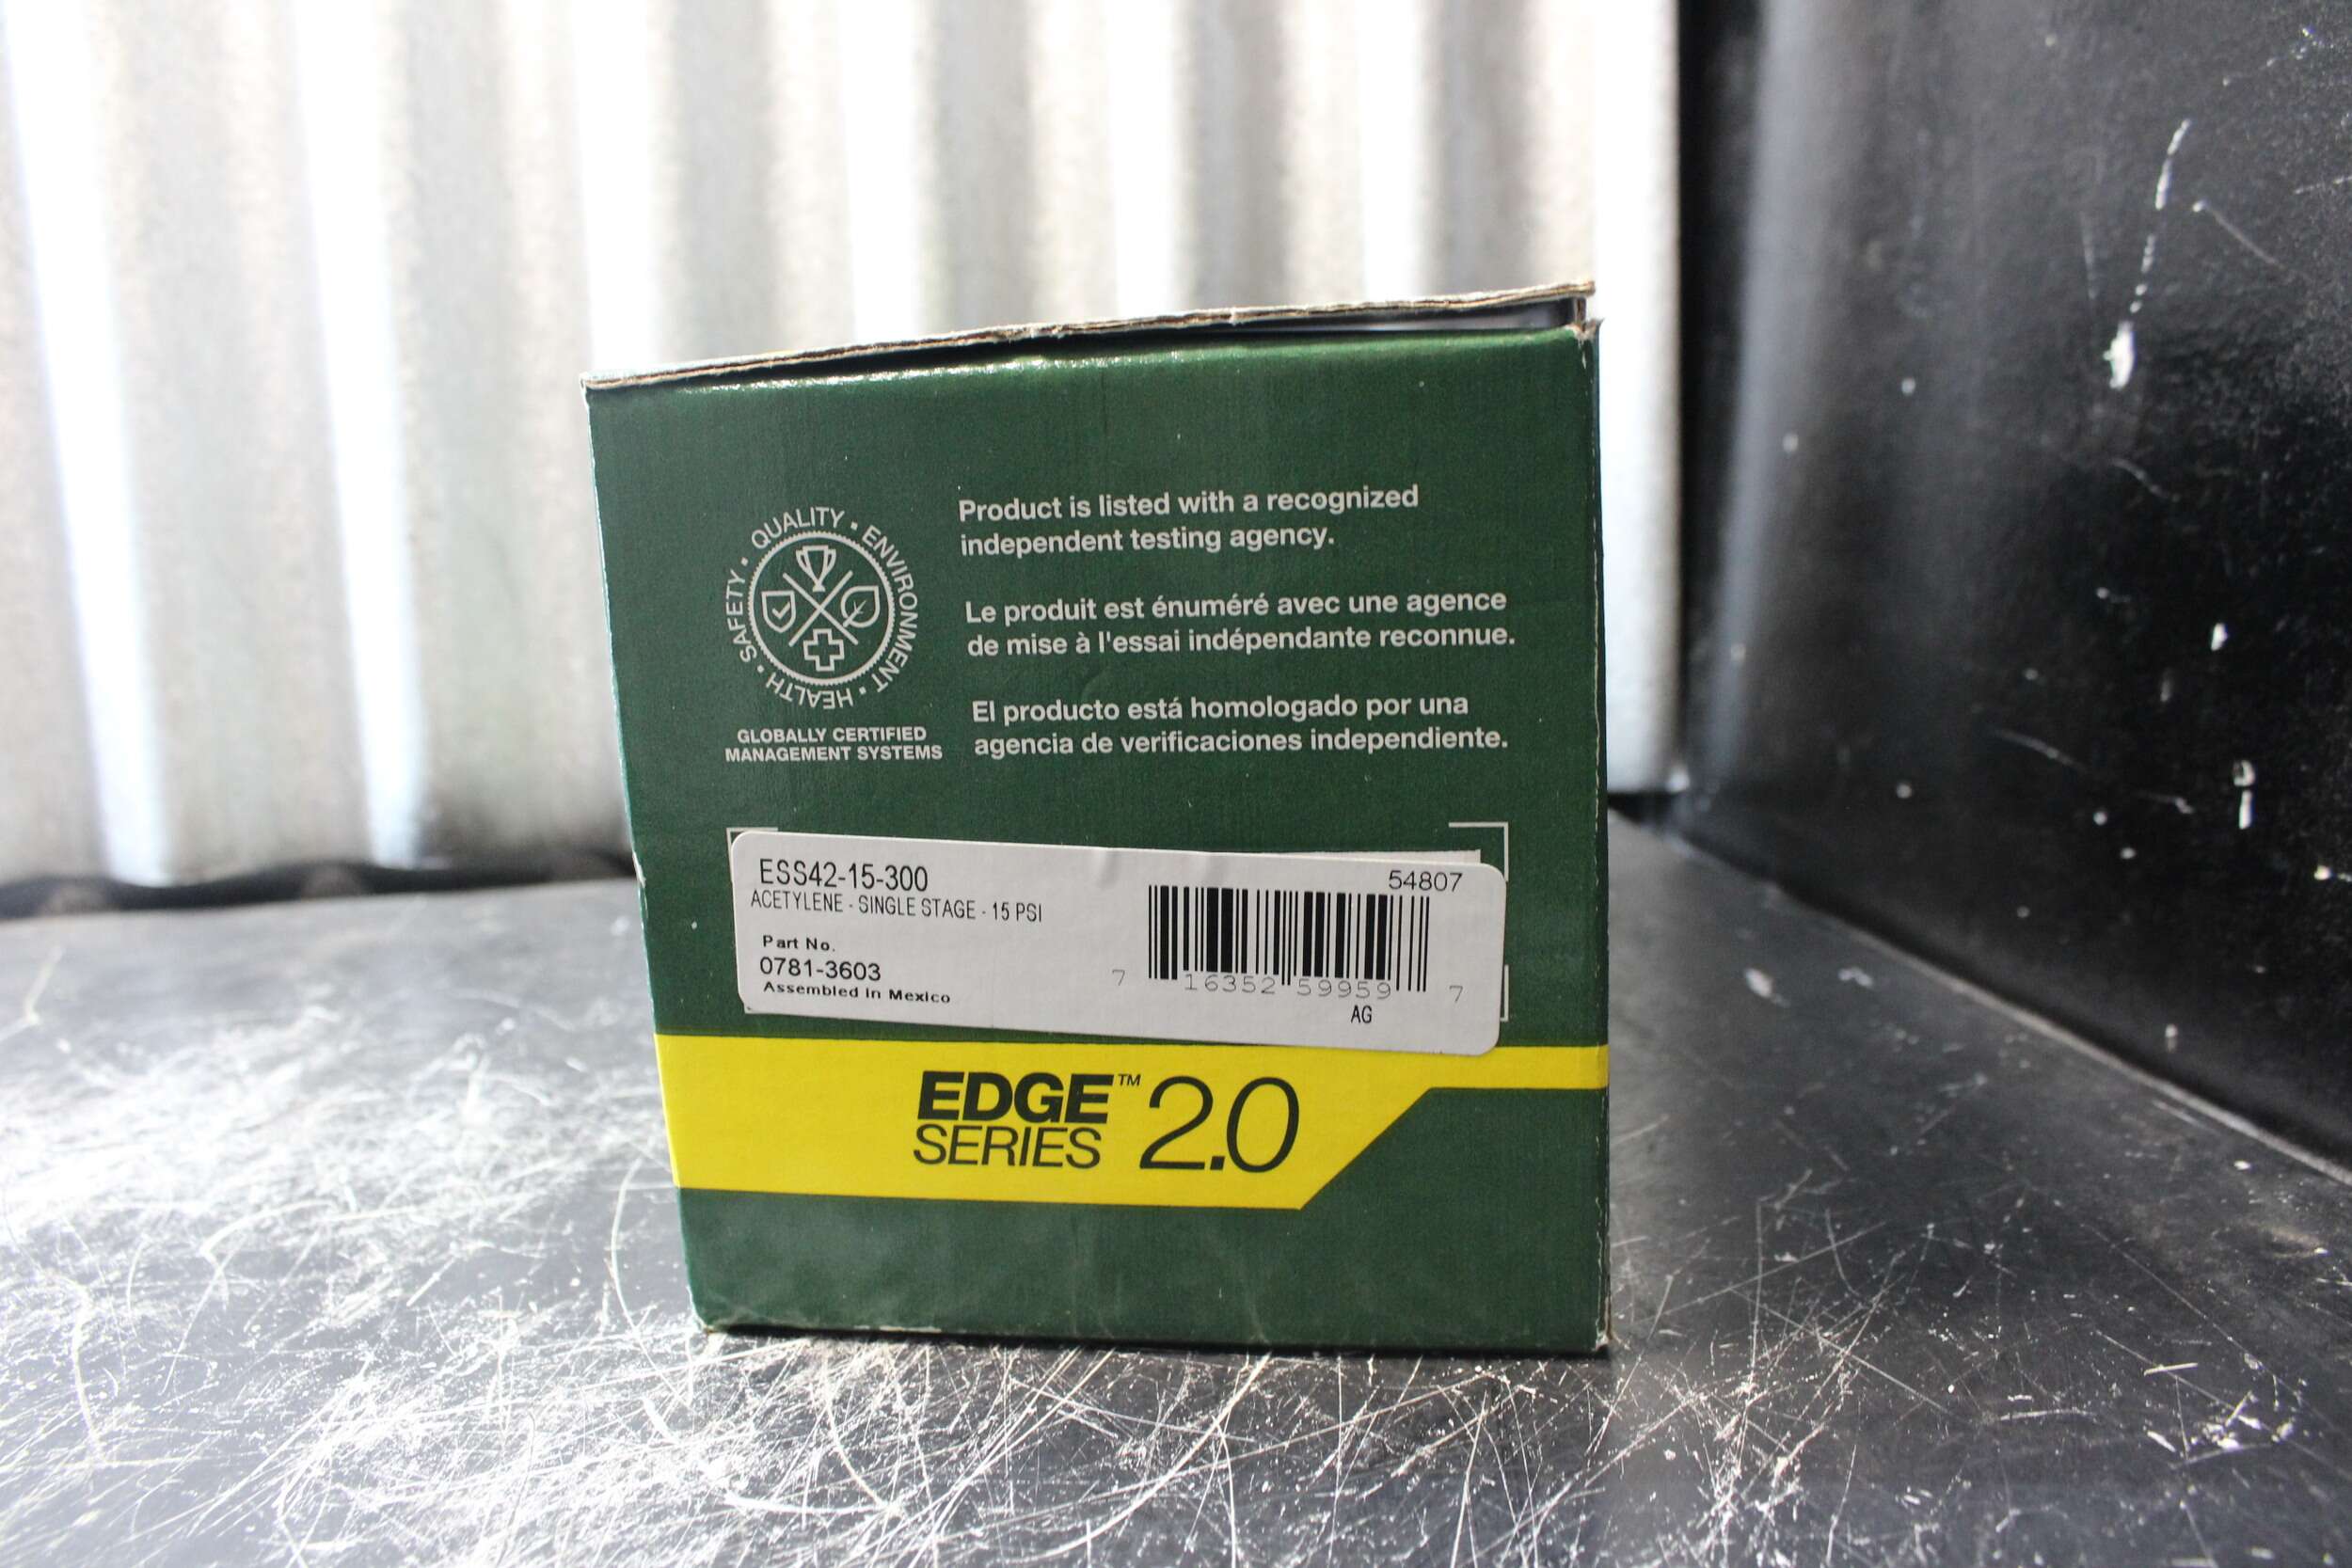 SAFETY • QUALITY • ENVIRONMENT • HEALTH •
GLOBALLY CERTIFIED
MANAGEMENT SYSTEMS
Product is listed with a recognized
independent testing agency.
Le produit est énuméré avec une agence
de mise à l'essai indépendante reconnue.
El producto está homologado por una
agencia de verificaciones independiente.
ESS42-15-300
ACETYLENE - SINGLE STAGE - 15 PSI
Part No.
0781-3603
Assembled in Mexico
54807
7 16352 59959 7
AG
EDGE™ 2.0
SERIES